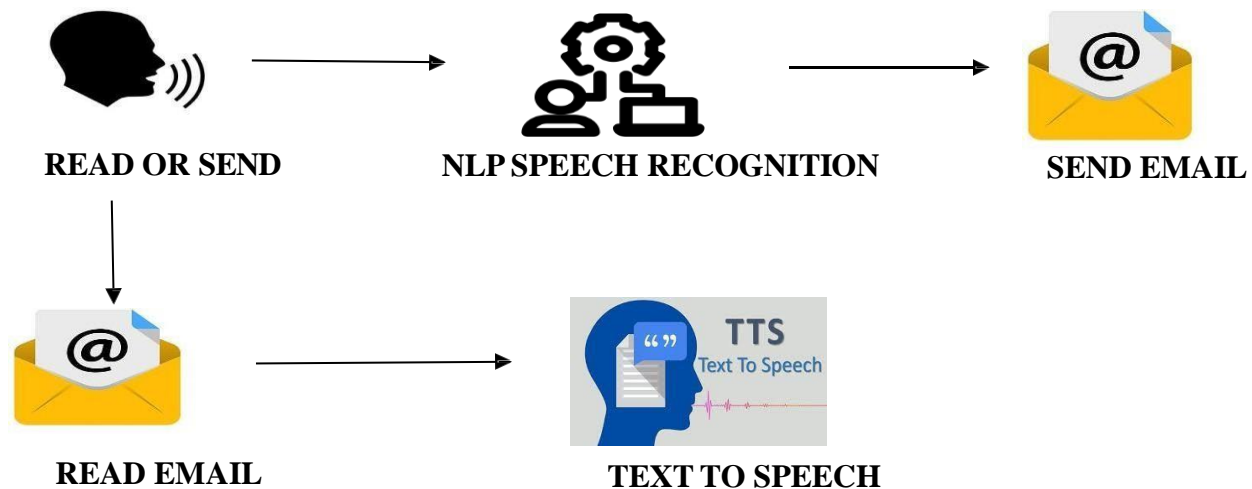 @
READ OR SEND
NLP SPEECH RECOGNITION
SEND EMAIL
@
“ ”
TTS
Text To Speech
READ EMAIL
TEXT TO SPEECH